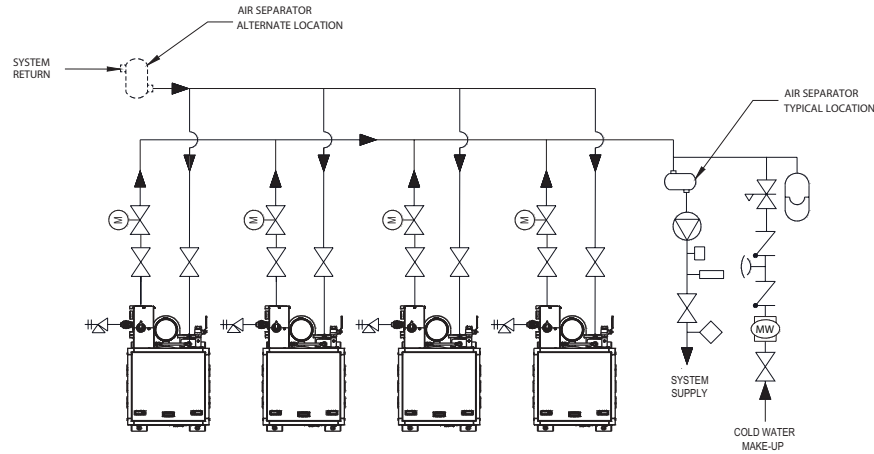 AIR SEPARATOR
ALTERNATE LOCATION
SYSTEM
RETURN
AIR SEPARATOR
TYPICAL LOCATION
M
M
M
M
MW
SYSTEM
SUPPLY
COLD WATER
MAKE-UP